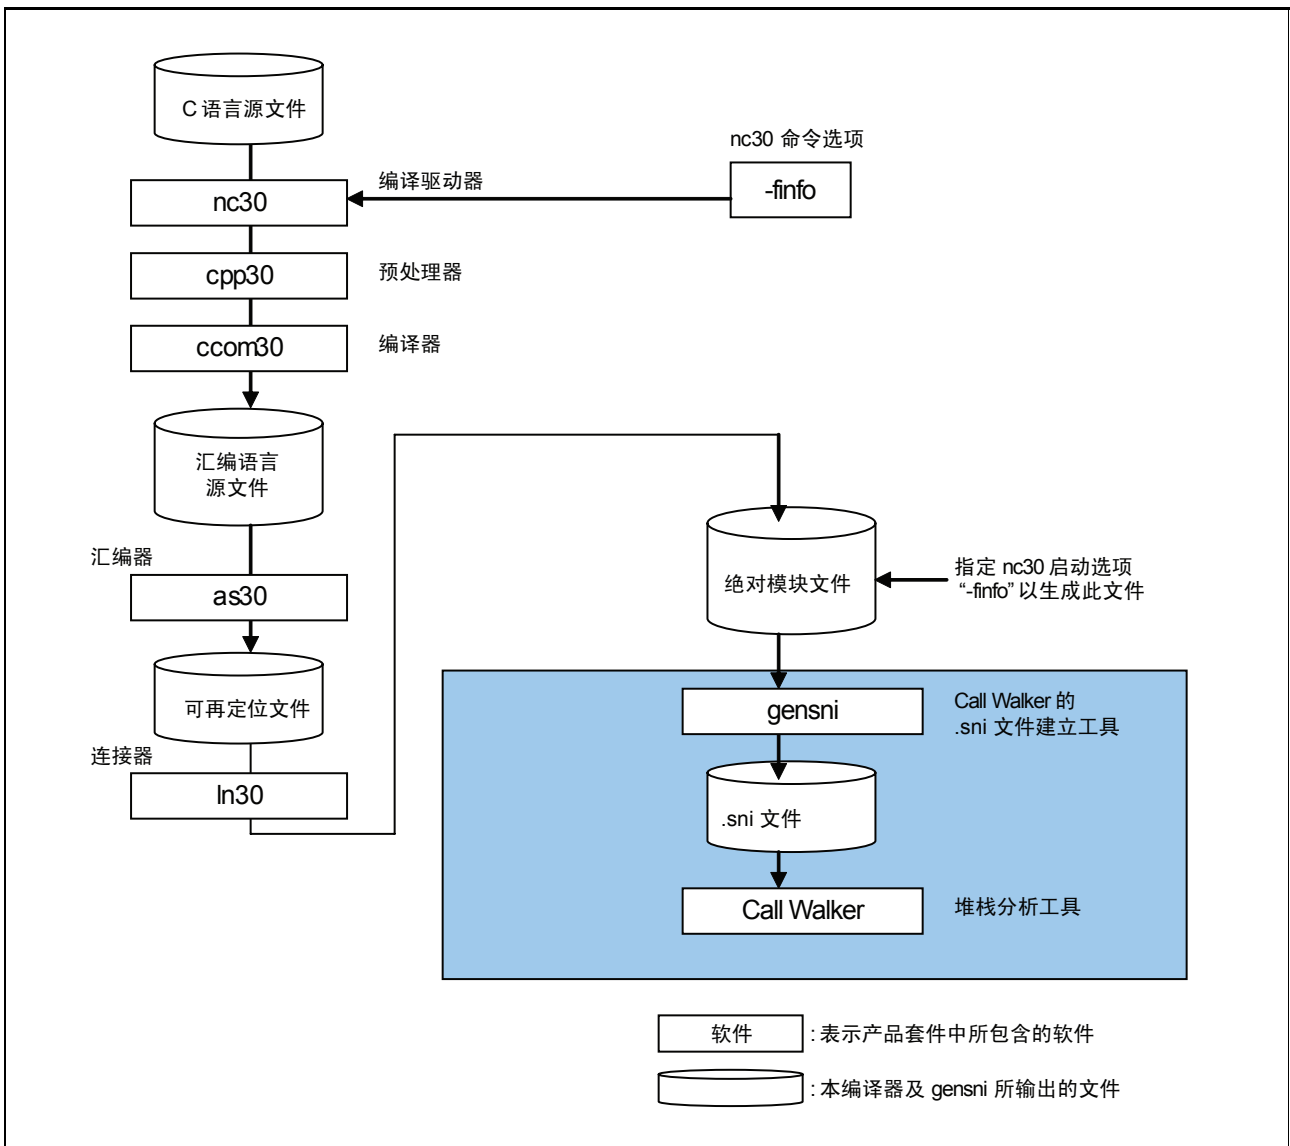 C 语言源文件
nc30 命令选项
编译驱动器
-finfo
nc30
cpp30
预处理器
ccom30
编译器
汇编语言
源文件
汇编器
as30
绝对模块文件
指定 nc30 启动选项
“-finfo” 以生成此文件
可再定位文件
gensni
Call Walker 的
.sni 文件建立工具
连接器
ln30
.sni 文件
Call Walker
堆栈分析工具
软件
: 表示产品套件中所包含的软件
: 本编译器及 gensni 所输出的文件